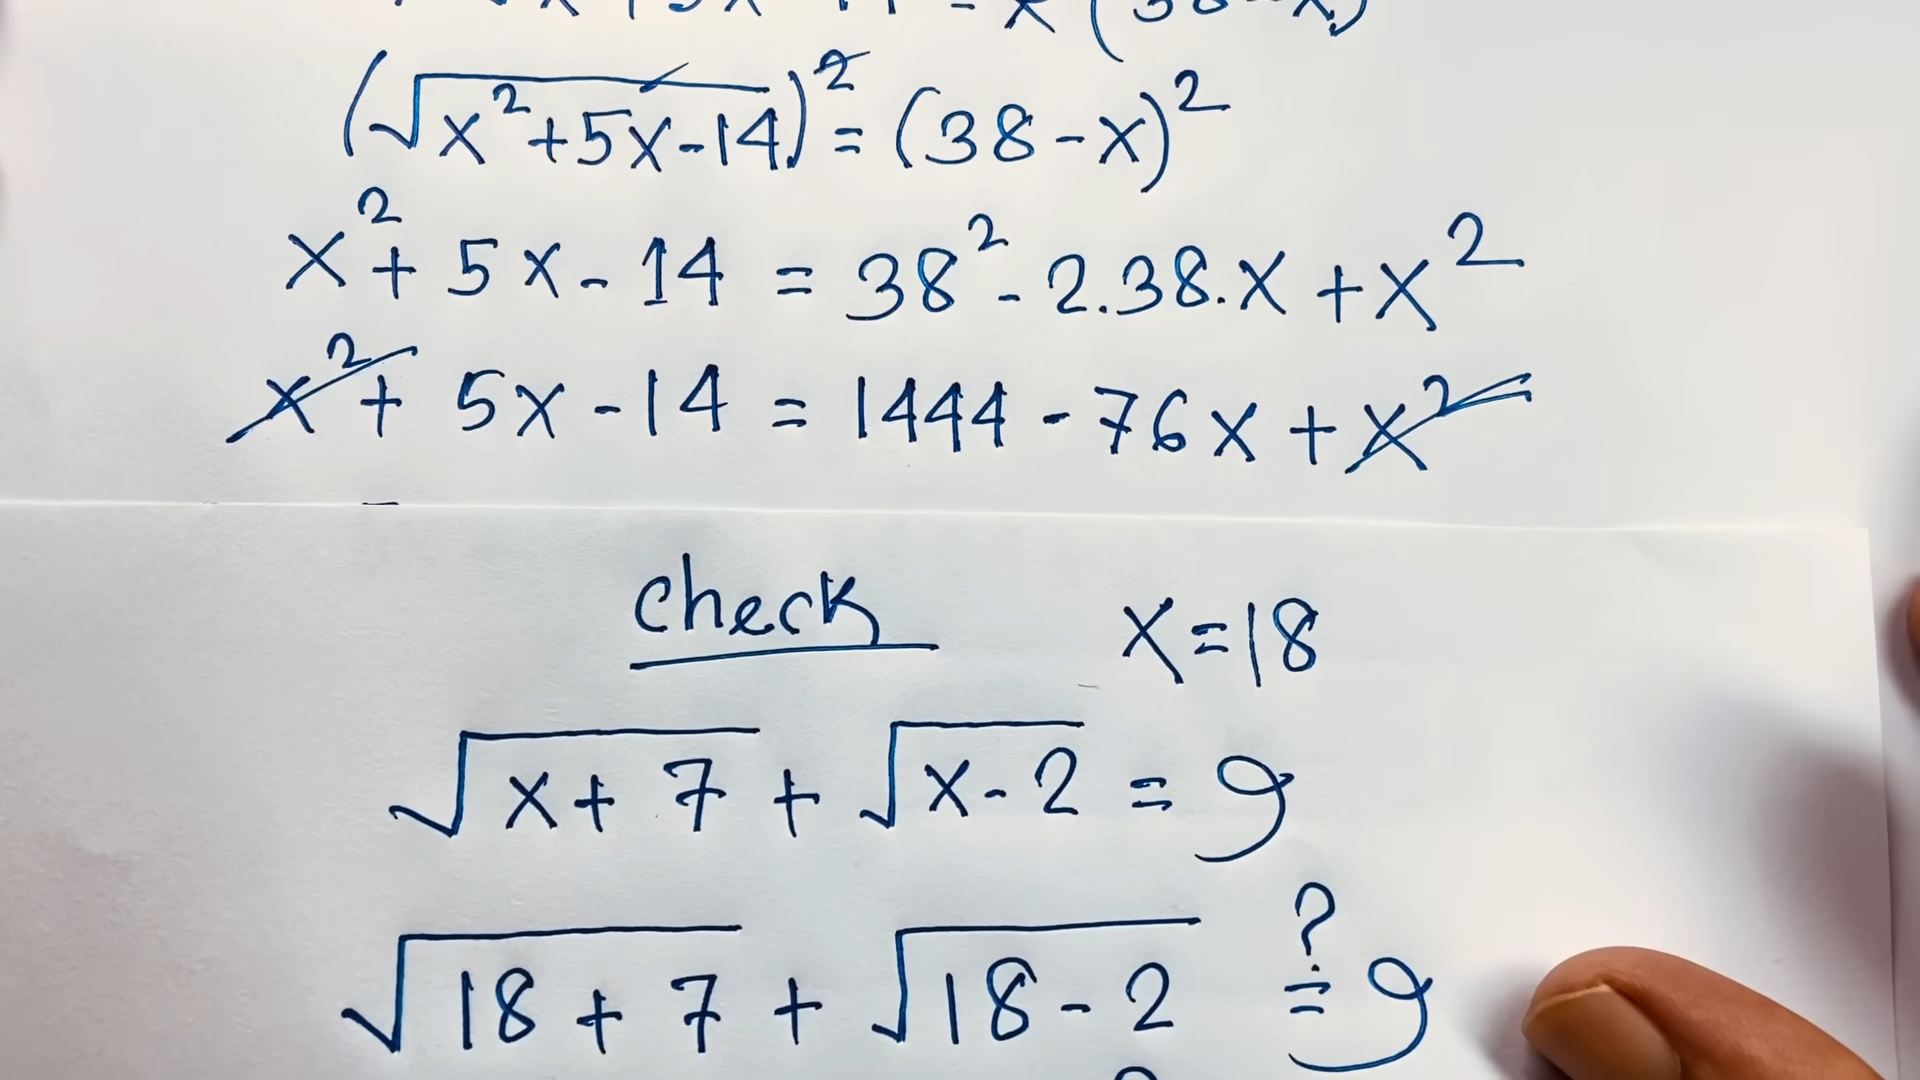 (√x²+5x-14)² = (38-x)²
x² + 5x - 14 = 38² - 2.38.x + x²
x² + 5x - 14 = 1444 - 76x + x²
check x=18
√x+7 + √x-2 = 9
√18+7 + √18-2 ?= 9